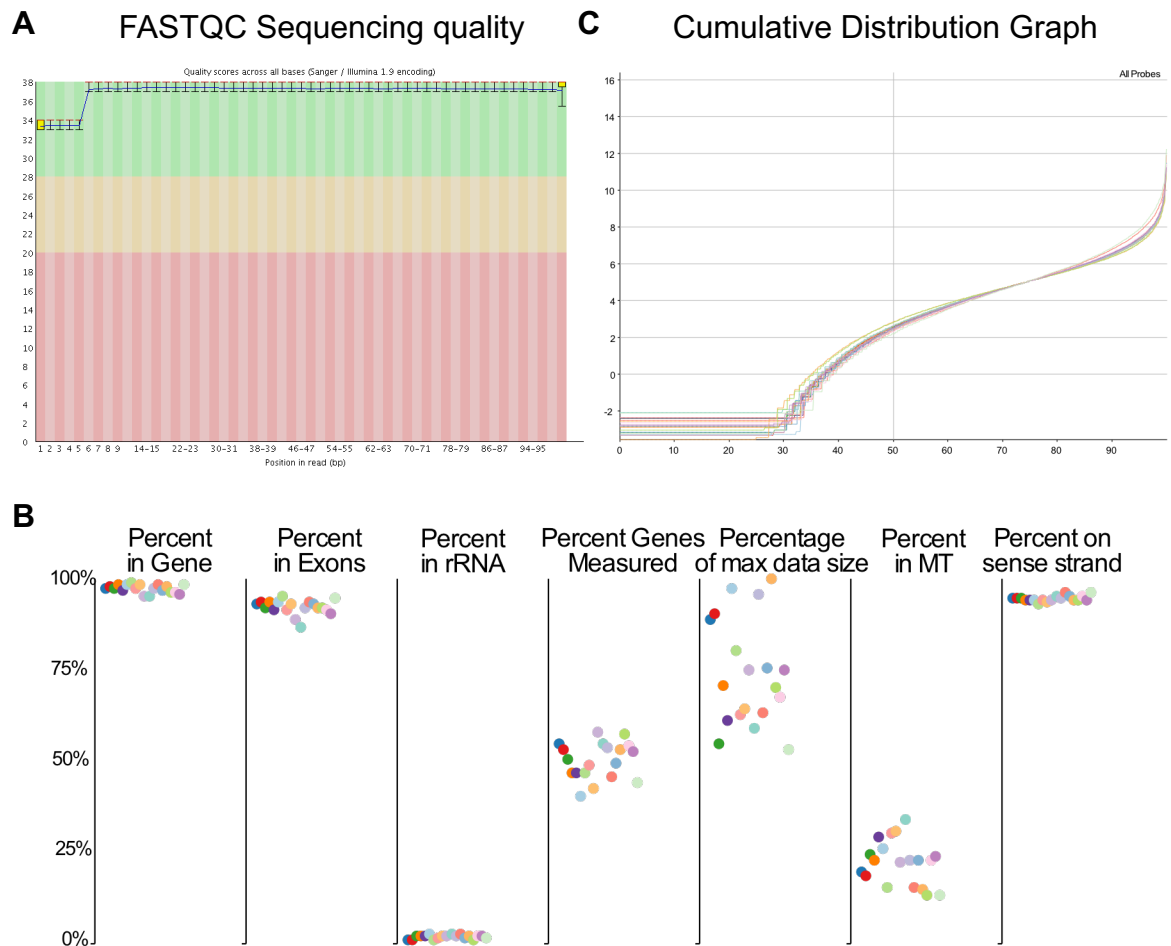 A FASTQC Sequencing quality
Quality scores across all bases (Sanger / Illumina 1.9 encoding)
38
36
34
32
30
28
26
24
22
20
18
16
14
12
10
8
6
4
2
0
1 2 3 4 5 6 7 8 9 14-15 22-23 30-31 38-39 46-47 54-55 62-63 70-71 78-79 86-87 94-95
Position in read (bp)
C Cumulative Distribution Graph
All Probes
16
14
12
10
8
6
4
2
0
-2
0 10 20 30 40 50 60 70 80 90
B
Percent
in Gene
Percent
in Exons
Percent
in rRNA
Percent Genes
Measured
Percentage
of max data size
Percent
in MT
Percent on
sense strand
100%
75%
50%
25%
0%